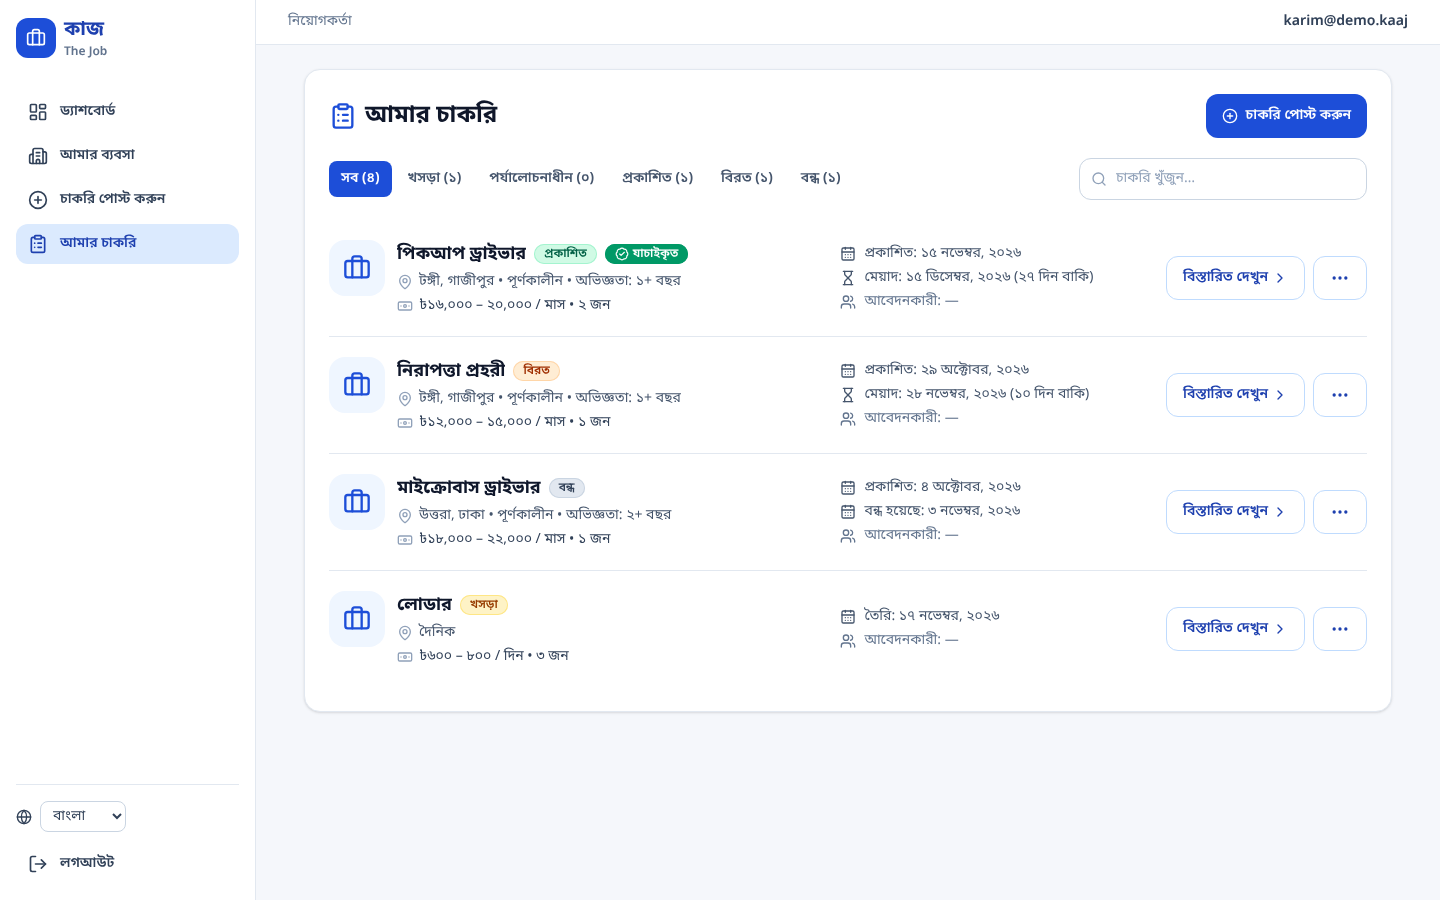 কাজ
The Job
নিয়োগকর্তা
karim@demo.kaaj
ড্যাশবোর্ড
আমার ব্যবসা
চাকরি পোস্ট করুন
আমার চাকরি
আমার চাকরি
চাকরি পোস্ট করুন
সব (৪) খসড়া (১) পর্যালোচনাধীন (০) প্রকাশিত (১) বিরত (১) বন্ধ (১)
চাকরি খুঁজুন...
পিকআপ ড্রাইভার প্রকাশিত যাচাইকৃত
টঙ্গী, গাজীপুর • পূর্ণকালীন • অভিজ্ঞতা: ১+ বছর
৳১৬,০০০ – ২০,০০০ / মাস • ২ জন
প্রকাশিত: ১৫ নভেম্বর, ২০২৬
মেয়াদ: ১৫ ডিসেম্বর, ২০২৬ (২৭ দিন বাকি)
আবেদনকারী: —
বিস্তারিত দেখুন
নিরাপত্তা প্রহরী বিরত
টঙ্গী, গাজীপুর • পূর্ণকালীন • অভিজ্ঞতা: ১+ বছর
৳১২,০০০ – ১৫,০০০ / মাস • ১ জন
প্রকাশিত: ২৯ অক্টোবর, ২০২৬
মেয়াদ: ২৮ নভেম্বর, ২০২৬ (১০ দিন বাকি)
আবেদনকারী: —
বিস্তারিত দেখুন
মাইক্রোবাস ড্রাইভার বন্ধ
উত্তরা, ঢাকা • পূর্ণকালীন • অভিজ্ঞতা: ২+ বছর
৳১৮,০০০ – ২২,০০০ / মাস • ১ জন
প্রকাশিত: ৪ অক্টোবর, ২০২৬
বন্ধ হয়েছে: ৩ নভেম্বর, ২০২৬
আবেদনকারী: —
বিস্তারিত দেখুন
লোডার খসড়া
দৈনিক
৳৬০০ – ৮০০ / দিন • ৩ জন
তৈরি: ১৭ নভেম্বর, ২০২৬
আবেদনকারী: —
বিস্তারিত দেখুন
বাংলা
লগআউট